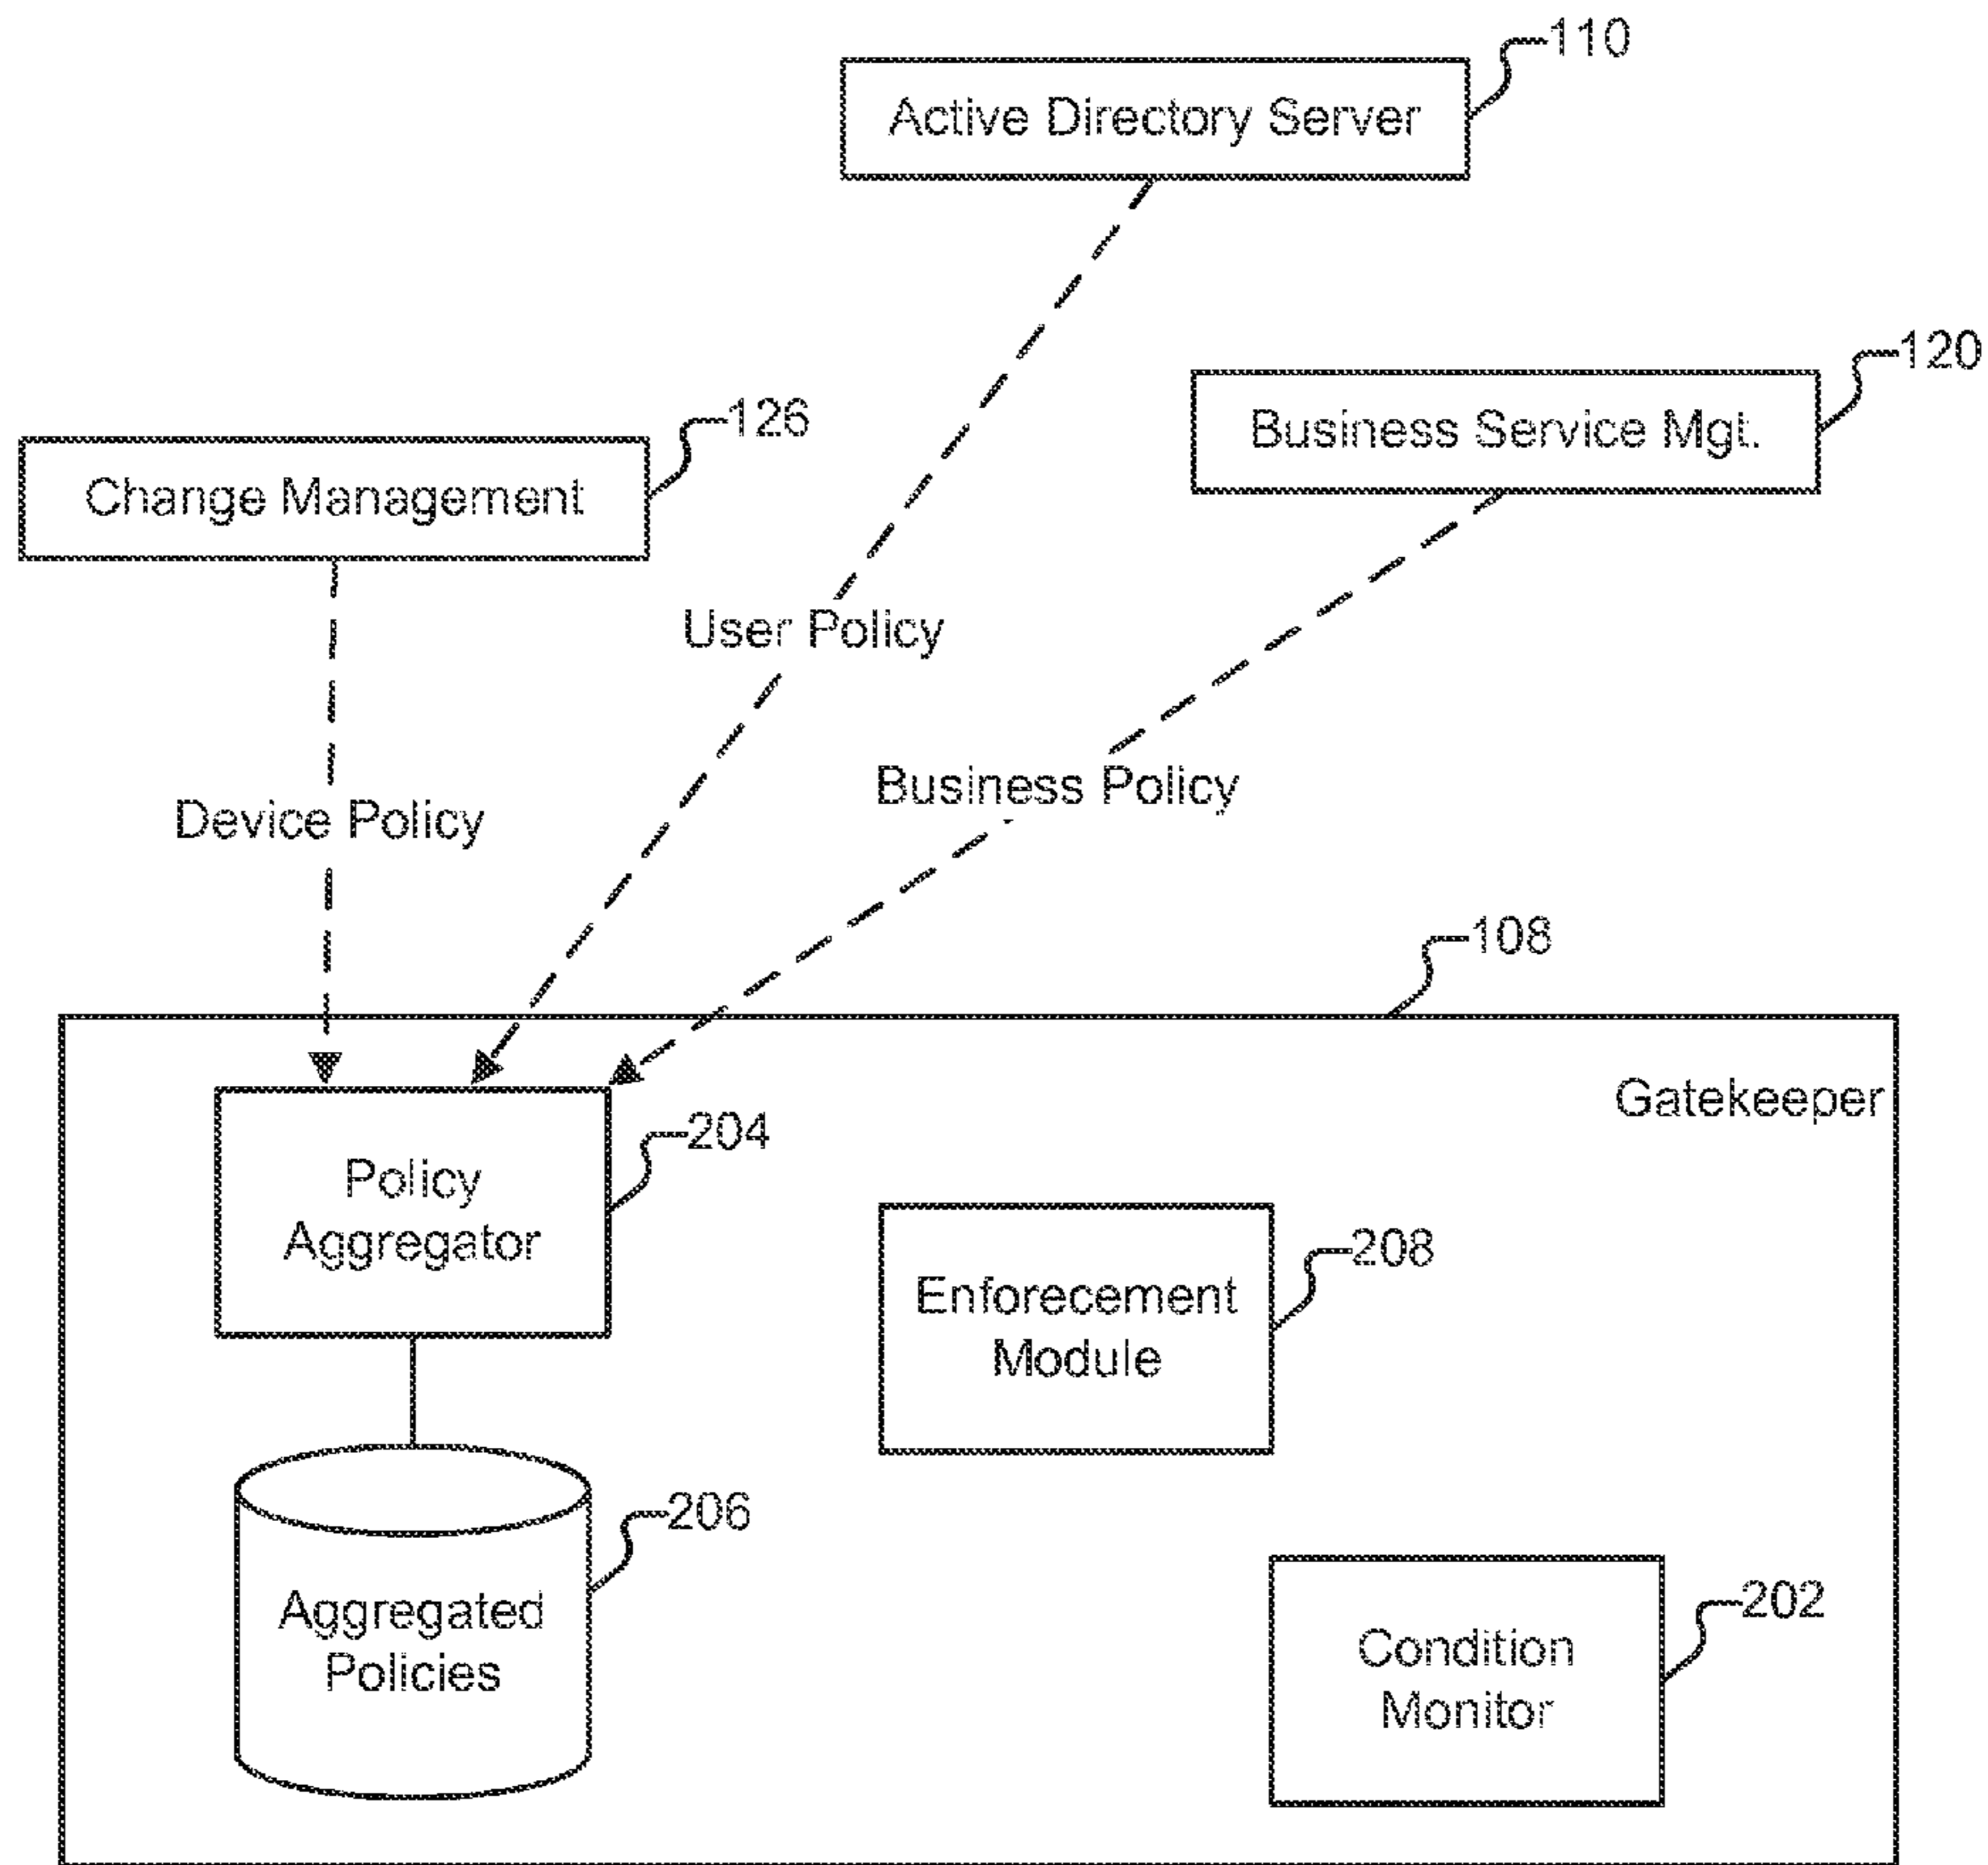 110
Active Directory Server
120
Business Service Mgt.
126
Change Management
User Policy
Business Policy
Device Policy
108
Gatekeeper
204
Policy
Aggregator
208
Enforecement
Module
206
Aggregated
Policies
202
Condition
Monitor